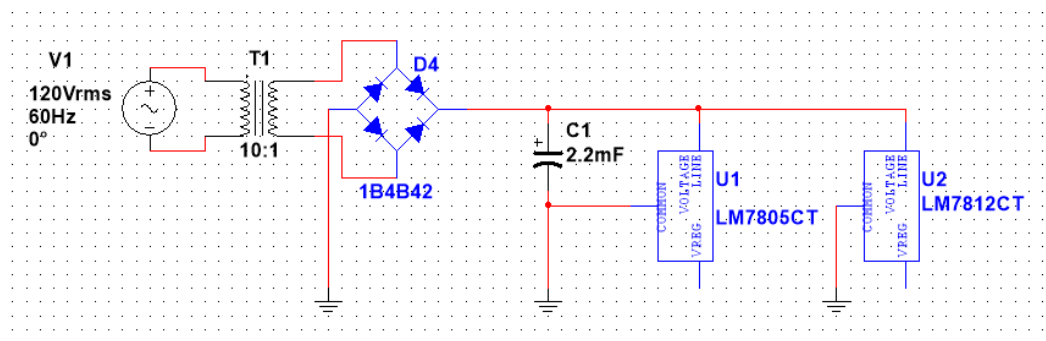 V1
120Vrms
60Hz
0°
T1
10:1
D4
1B4B42
+
C1
2.2mF
LINE
VOLTAGE
COMMON
VREG
U1
LM7805CT
LINE
VOLTAGE
COMMON
VREG
U2
LM7812CT